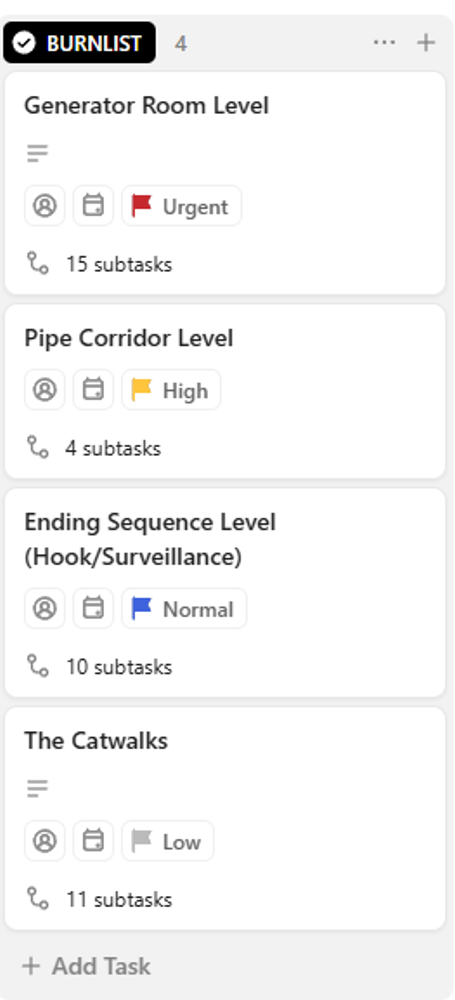 BURNLIST 4
Generator Room Level
Urgent
15 subtasks
Pipe Corridor Level
High
4 subtasks
Ending Sequence Level
(Hook/Surveillance)
Normal
10 subtasks
The Catwalks
Low
11 subtasks
+ Add Task